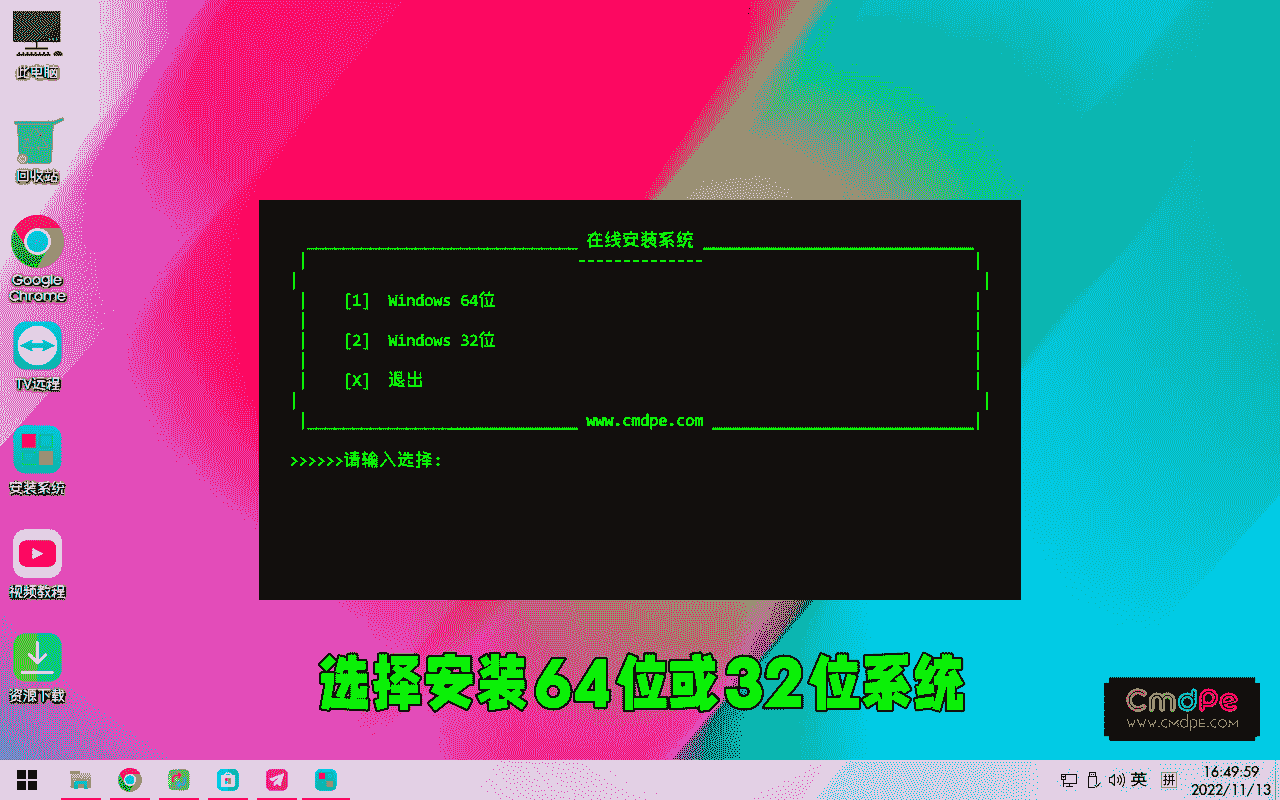 此电脑
回收站
Google
Chrome
TV远程
安装系统
视频教程
资源下载
在线安装系统
[1] Windows 64位
[2] Windows 32位
[X] 退出
www.cmdpe.com
>>>>>>请输入选择:
选择安装64位或32位系统
CmdPe
WWW.CMDPE.COM
英
拼
16:49:59
2022/11/13